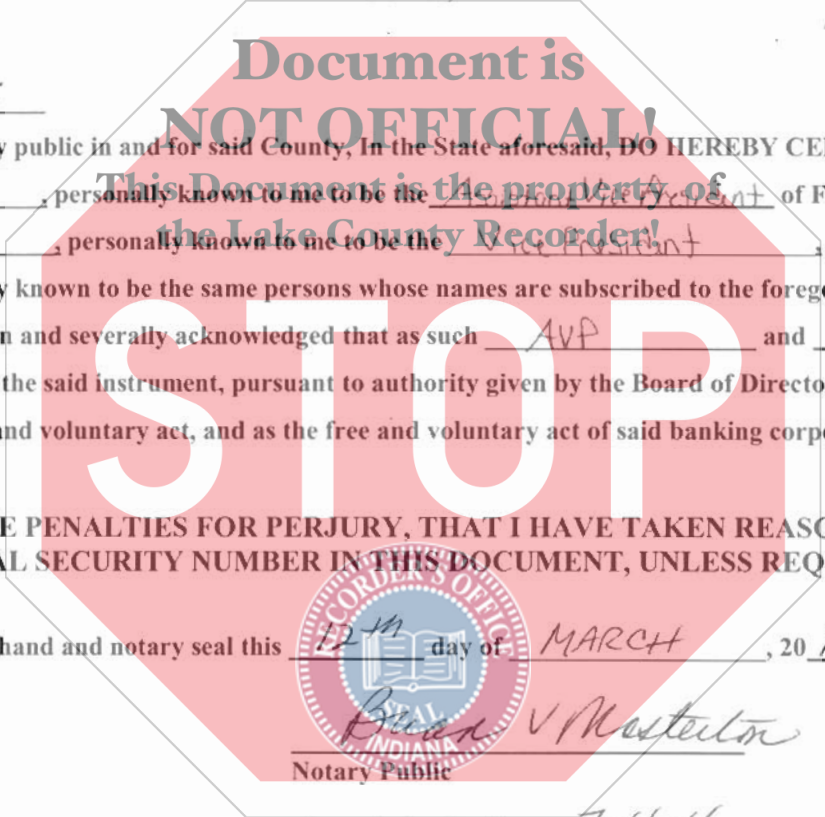 Document is
NOT OFFICIAL!
y public in and for said County, In the State aforesaid, DO HEREBY CE
This Document is the property of
, personally known to me to be the Assistant Vice President of F
the Lake County Recorder!
, personally known to me to be the Vice President ,
y known to be the same persons whose names are subscribed to the forego
n and severally acknowledged that as such AVP and
STOP
the said instrument, pursuant to authority given by the Board of Directo
and voluntary act, and as the free and voluntary act of said banking corp
E PENALTIES FOR PERJURY, THAT I HAVE TAKEN REASO
AL SECURITY NUMBER IN THIS DOCUMENT, UNLESS REQ
RECORDER'S OFFICE
hand and notary seal this 12th day of MARCH , 20
SEAL
Brian V Masterton
INDIANA
Notary Public